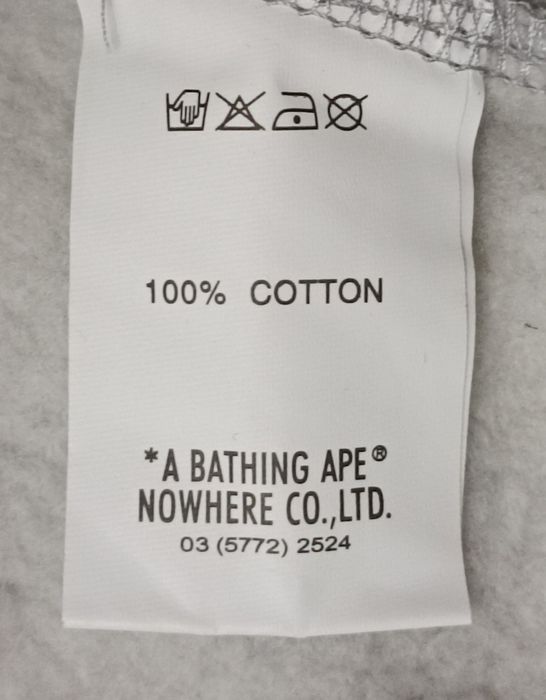 100% COTTON
*A BATHING APE®
NOWHERE CO.,LTD.
03 (5772) 2524